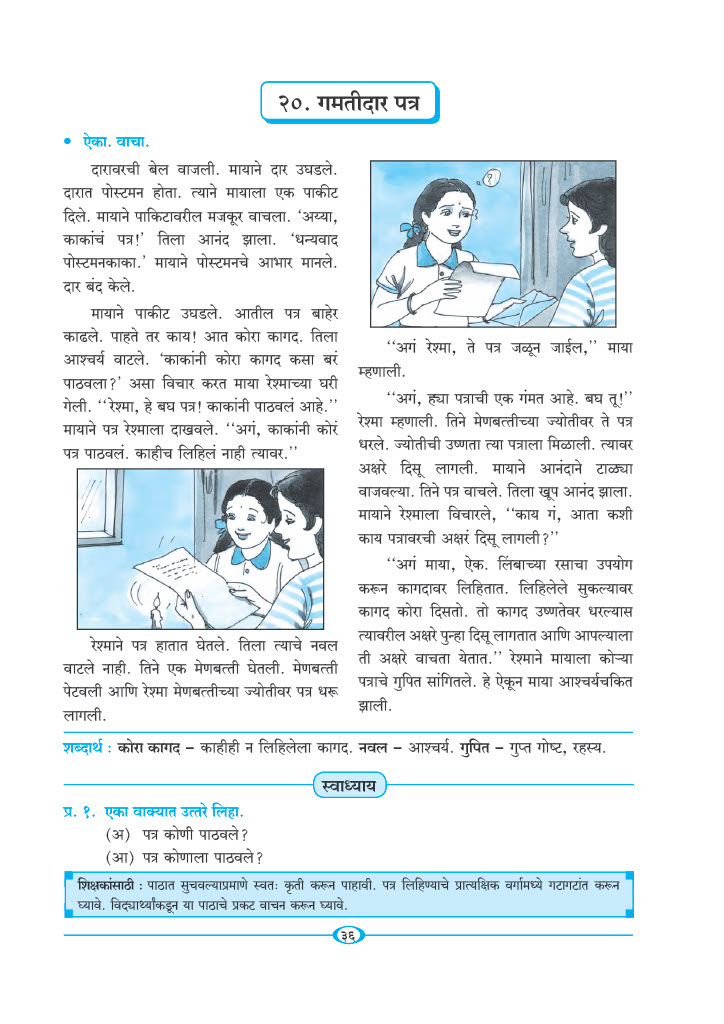 २०. गमतीदार पत्र
• ऐका. वाचा.
दारावरची बेल वाजली. मायाने दार उघडले.
दारात पोस्टमन होता. त्याने मायाला एक पाकीट
दिले. मायाने पाकिटावरील मजकूर वाचला. ‘अय्या,
काकांचं पत्र!’ तिला आनंद झाला. ‘धन्यवाद
पोस्टमनकाका.’ मायाने पोस्टमनचे आभार मानले.
दार बंद केले.
मायाने पाकीट उघडले. आतील पत्र बाहेर
काढले. पाहते तर काय! आत कोरा कागद. तिला
आश्चर्य वाटले. ‘काकांनी कोरा कागद कसा बरं
पाठवला?’ असा विचार करत माया रेश्माच्या घरी
गेली. ‘‘रेश्मा, हे बघ पत्र! काकांनी पाठवलं आहे.’’
मायाने पत्र रेश्माला दाखवले. ‘‘अगं, काकांनी कोरं
पत्र पाठवलं. काहीच लिहिलं नाही त्यावर.’’
रेश्माने पत्र हातात घेतले. तिला त्याचे नवल
वाटले नाही. तिने एक मेणबत्ती घेतली. मेणबत्ती
पेटवली आणि रेश्मा मेणबत्तीच्या ज्योतीवर पत्र धरू
लागली.
?
‘‘अगं रेश्मा, ते पत्र जळून जाईल,’’ माया
म्हणाली.
‘‘अगं, ह्या पत्राची एक गंमत आहे. बघ तू!’’
रेश्मा म्हणाली. तिने मेणबत्तीच्या ज्योतीवर ते पत्र
धरले. ज्योतीची उष्णता त्या पत्राला मिळाली. त्यावर
अक्षरे दिसू लागली. मायाने आनंदाने टाळ्या
वाजवल्या. तिने पत्र वाचले. तिला खूप आनंद झाला.
मायाने रेश्माला विचारले, ‘‘काय गं, आता कशी
काय पत्रावरची अक्षरं दिसू लागली?’’
‘‘अगं माया, ऐक. लिंबाच्या रसाचा उपयोग
करून कागदावर लिहितात. लिहिलेले सुकल्यावर
कागद कोरा दिसतो. तो कागद उष्णतेवर धरल्यास
त्यावरील अक्षरे पुन्हा दिसू लागतात आणि आपल्याला
ती अक्षरे वाचता येतात.’’ रेश्माने मायाला कोऱ्या
पत्राचे गुपित सांगितले. हे ऐकून माया आश्चर्यचकित
झाली.
शब्दार्थ : कोरा कागद – काहीही न लिहिलेला कागद. नवल – आश्चर्य. गुपित – गुप्त गोष्ट, रहस्य.
स्वाध्याय
प्र. १. एका वाक्यात उत्तरे लिहा.
(अ) पत्र कोणी पाठवले?
(आ) पत्र कोणाला पाठवले?
शिक्षकांसाठी : पाठात सुचवल्याप्रमाणे स्वतः कृती करून पाहावी. पत्र लिहिण्याचे प्रात्यक्षिक वर्गामध्ये गटागटांत करून
घ्यावे. विद्यार्थ्यांकडून या पाठाचे प्रकट वाचन करून घ्यावे.
३६